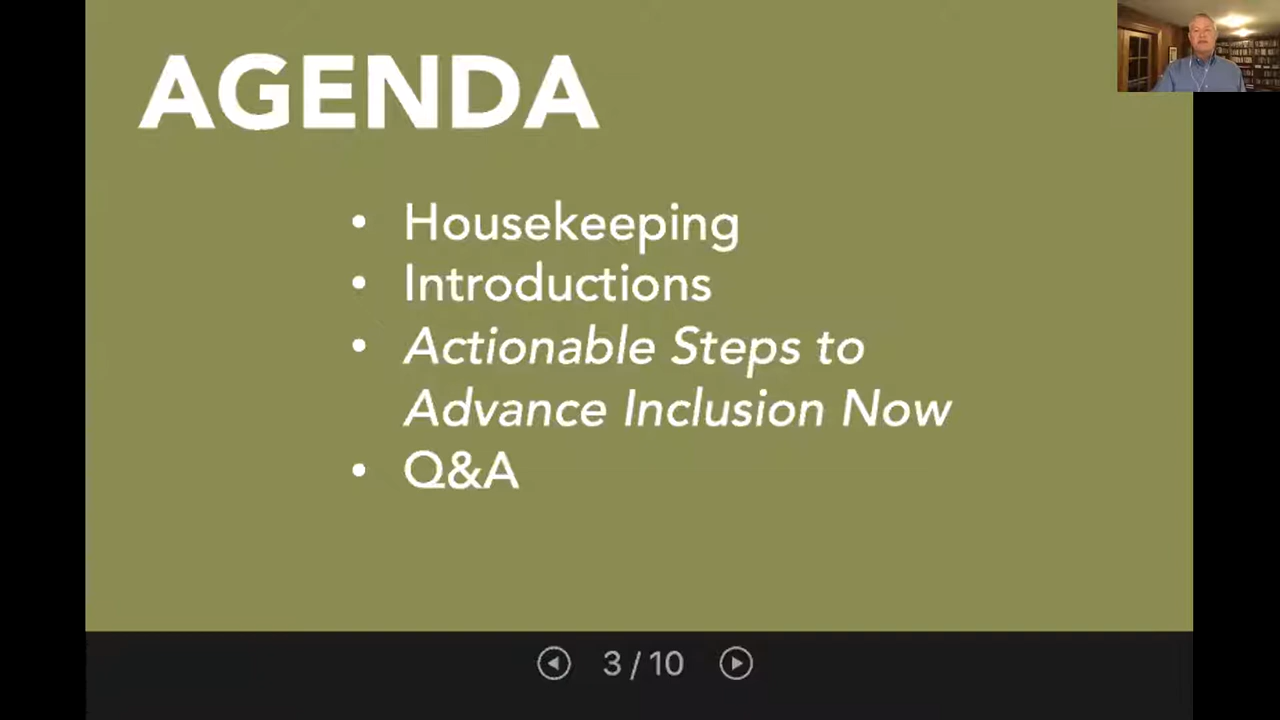 AGENDA
• Housekeeping
• Introductions
• Actionable Steps to
Advance Inclusion Now
• Q&A
3 / 10